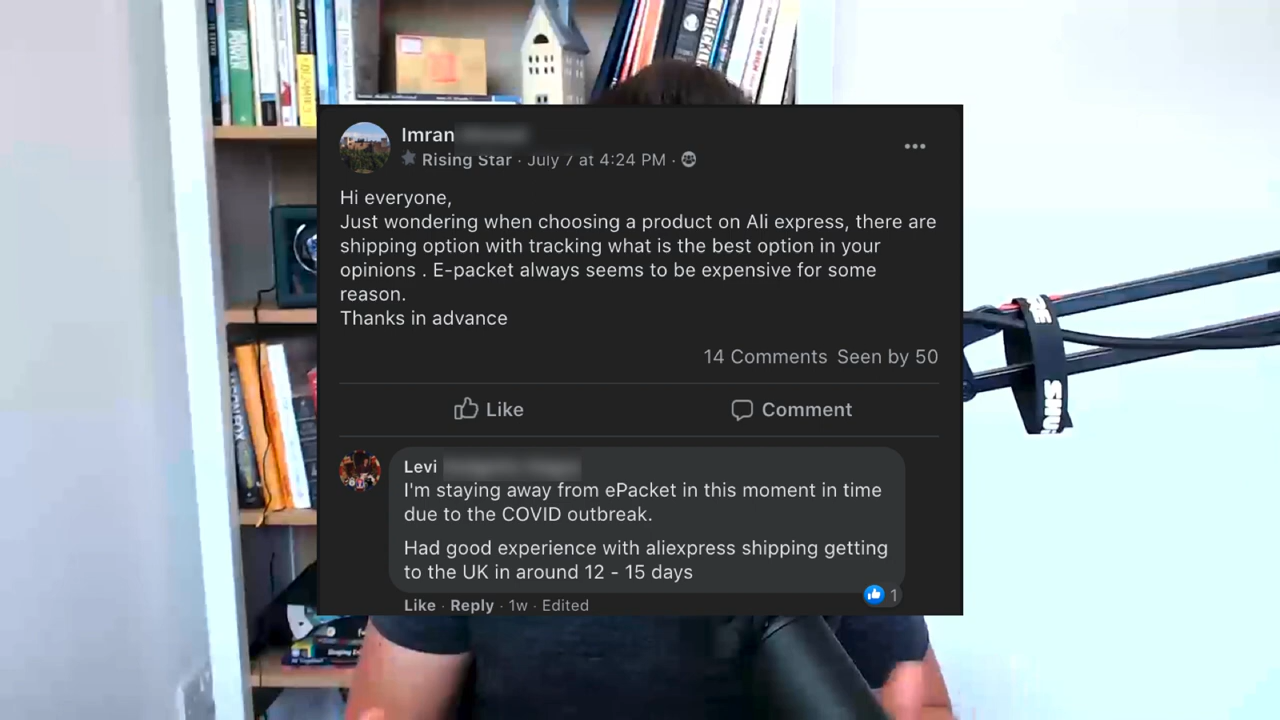 POWER
DUMMIES
CHECKLI
Imran
Rising Star · July 7 at 4:24 PM ·
Hi everyone,
Just wondering when choosing a product on Ali express, there are
shipping option with tracking what is the best option in your
opinions . E-packet always seems to be expensive for some
reason.
Thanks in advance
14 Comments Seen by 50
Like
Comment
Levi
I'm staying away from ePacket in this moment in time
due to the COVID outbreak.
Had good experience with aliexpress shipping getting
to the UK in around 12 - 15 days
Like · Reply · 1w · Edited
1
SHU